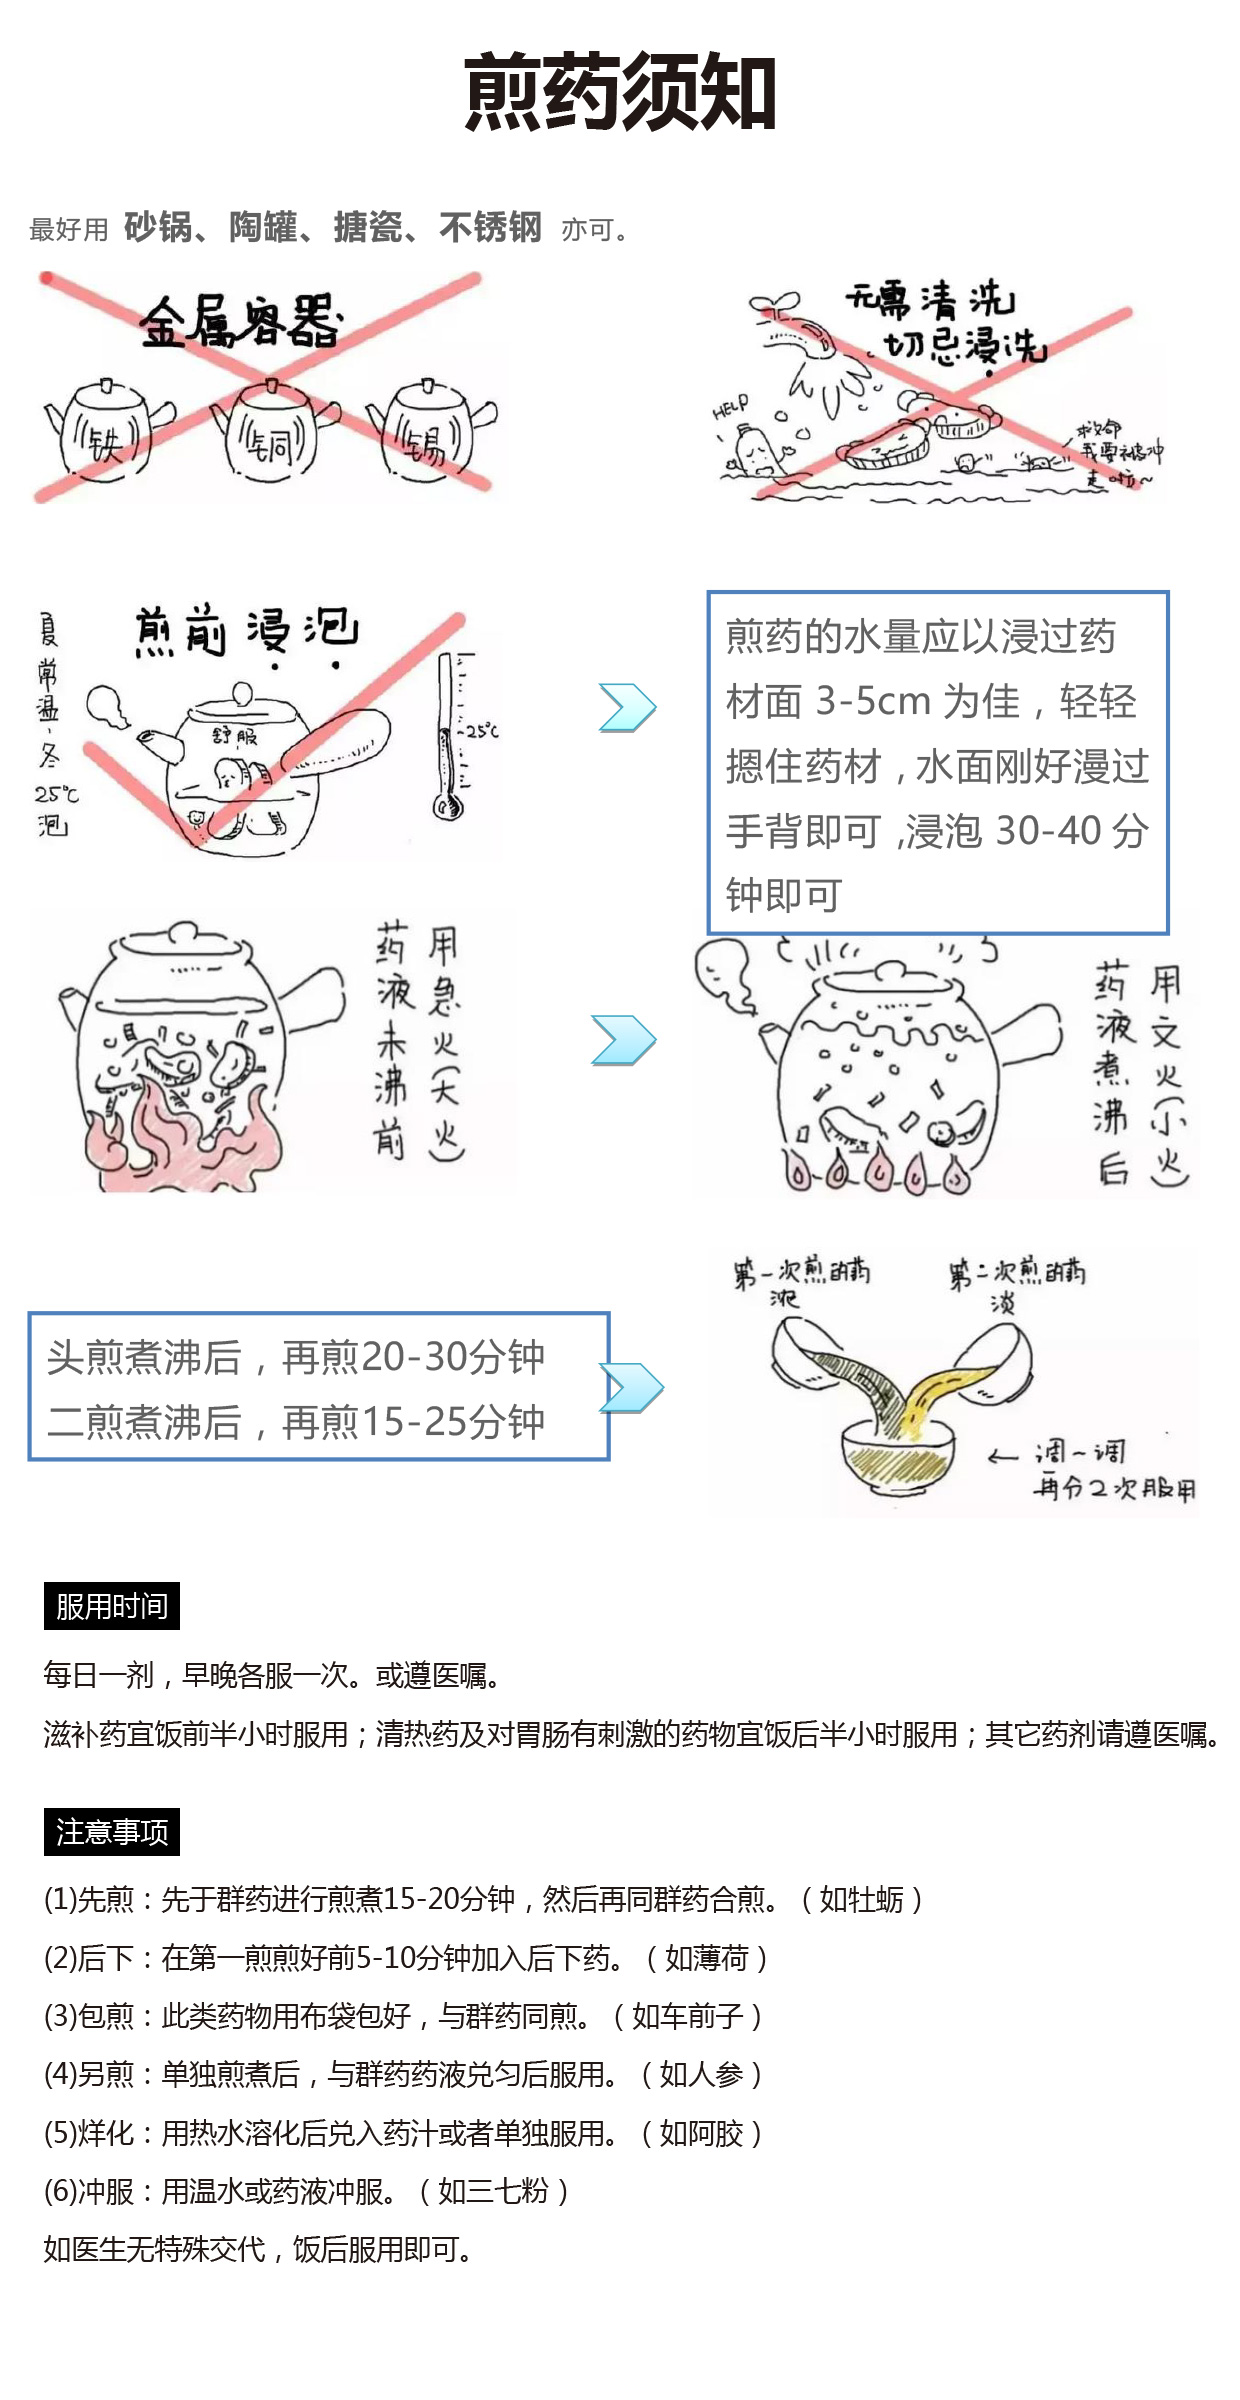 煎药须知
最好用 砂锅、陶罐、搪瓷、不锈钢 亦可。
金属容器
铁
铜
锡
无需清洗
切忌浸洗
HELP
救命
我要被冲
走啦~
煎前浸泡
夏常温、冬25℃泡
舒服
25℃
煎药的水量应以浸过药
材面 3-5cm 为佳，轻轻
摁住药材，水面刚好漫过
手背即可，浸泡 30-40 分
钟即可
用急火(大火)
药液未沸前
用文火(小火)
药液煮沸后
头煎煮沸后，再煎20-30分钟
二煎煮沸后，再煎15-25分钟
第一次煎的药
浓
第二次煎的药
淡
← 调一调
再分2次服用
服用时间
每日一剂，早晚各服一次。或遵医嘱。
滋补药宜饭前半小时服用；清热药及对胃肠有刺激的药物宜饭后半小时服用；其它药剂请遵医嘱。
注意事项
(1)先煎：先于群药进行煎煮15-20分钟，然后再同群药合煎。（如牡蛎）
(2)后下：在第一煎煎好前5-10分钟加入后下药。（如薄荷）
(3)包煎：此类药物用布袋包好，与群药同煎。（如车前子）
(4)另煎：单独煎煮后，与群药药液兑匀后服用。（如人参）
(5)烊化：用热水溶化后兑入药汁或者单独服用。（如阿胶）
(6)冲服：用温水或药液冲服。（如三七粉）
如医生无特殊交代，饭后服用即可。